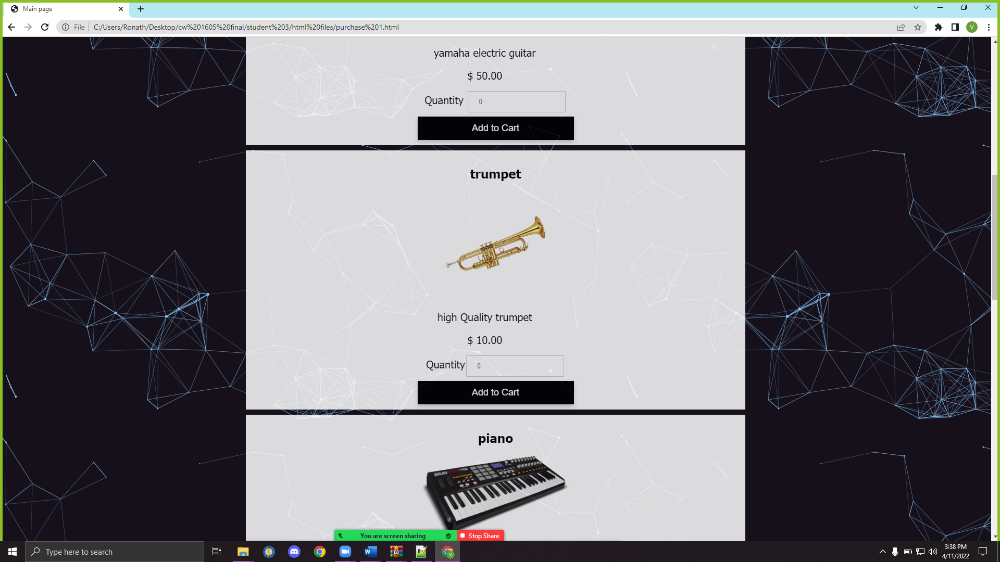 Main page
File
C:/Users/Ronath/Desktop/cw%201605%20final/student%203/html%20files/purchase%201.html
V
yamaha electric guitar
$ 50.00
Quantity 0
Add to Cart
trumpet
high Quality trumpet
$ 10.00
Quantity 0
Add to Cart
piano
AKAI
You are screen sharing
Stop Share
Type here to search
3:38 PM
4/11/2022